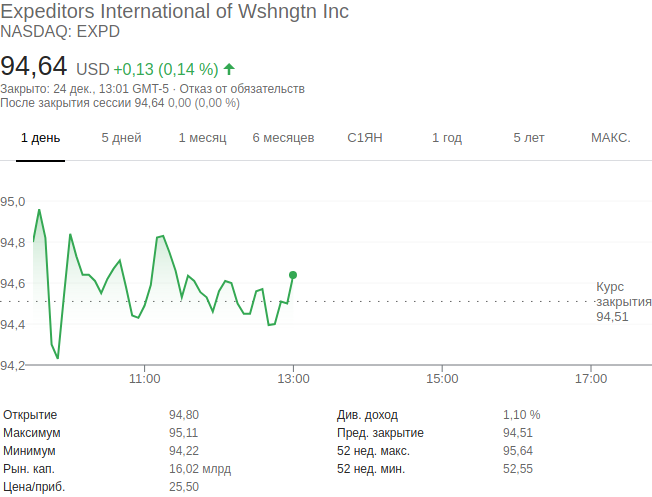 Expeditors International of Wshngtn Inc
NASDAQ: EXPD
94,64 USD +0,13 (0,14 %)
Закрыто: 24 дек., 13:01 GMT-5 · Отказ от обязательств
После закрытия сессии 94,64 0,00 (0,00 %)
1 день 5 дней 1 месяц 6 месяцев С1ЯН 1 год 5 лет МАКС.
95,0
94,8
94,6
Курс
закрытия
94,51
94,4
94,2
11:00 13:00 15:00 17:00
Открытие 94,80 Див. доход 1,10 %
Максимум 95,11 Пред. закрытие 94,51
Минимум 94,22 52 нед. макс. 95,64
Рын. кап. 16,02 млрд 52 нед. мин. 52,55
Цена/приб. 25,50